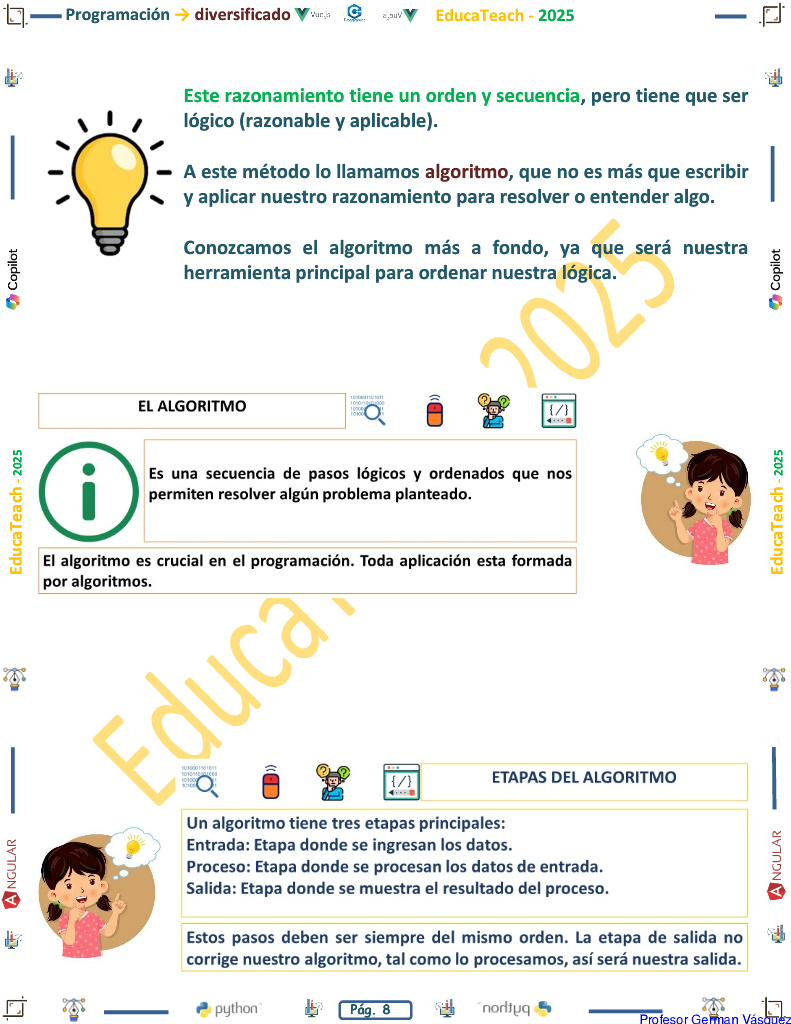 Programación → diversificado Vue.js EducaTeach - 2025
Este razonamiento tiene un orden y secuencia, pero tiene que ser
lógico (razonable y aplicable).
A este método lo llamamos algoritmo, que no es más que escribir
y aplicar nuestro razonamiento para resolver o entender algo.
Conozcamos el algoritmo más a fondo, ya que será nuestra
herramienta principal para ordenar nuestra lógica.
Copilot
Copilot
EducaTeach - 2025
EL ALGORITMO
Es una secuencia de pasos lógicos y ordenados que nos
permiten resolver algún problema planteado.
El algoritmo es crucial en el programación. Toda aplicación esta formada
por algoritmos.
EducaTeach - 2025
EducaTeach - 2025
ETAPAS DEL ALGORITMO
Un algoritmo tiene tres etapas principales:
Entrada: Etapa donde se ingresan los datos.
Proceso: Etapa donde se procesan los datos de entrada.
Salida: Etapa donde se muestra el resultado del proceso.
Estos pasos deben ser siempre del mismo orden. La etapa de salida no
corrige nuestro algoritmo, tal como lo procesamos, así será nuestra salida.
ANGULAR
ANGULAR
python
Pág. 8
python
Profesor German Vásquez